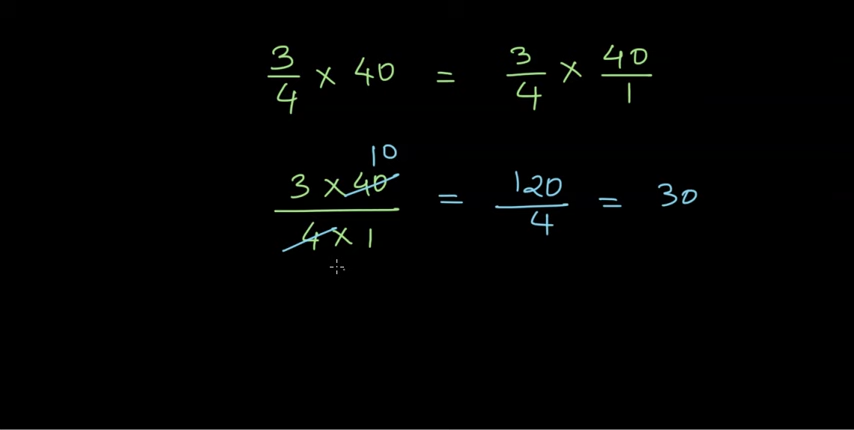 3/4 × 40 = 3/4 × 40/1
10
3 × 40 / 4 × 1 = 120/4 = 30